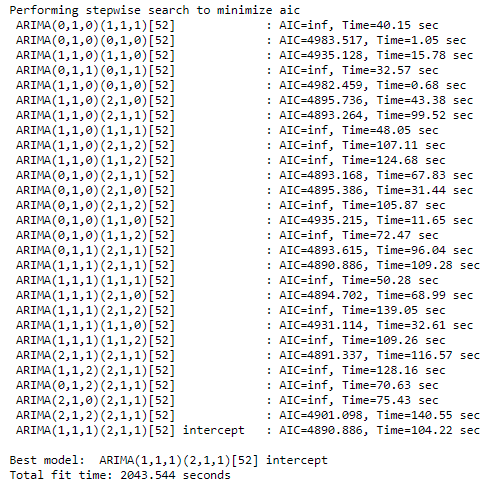 Performing stepwise search to minimize aic
ARIMA(0,1,0)(1,1,1)[52] : AIC=inf, Time=40.15 sec
ARIMA(0,1,0)(0,1,0)[52] : AIC=4983.517, Time=1.05 sec
ARIMA(1,1,0)(1,1,0)[52] : AIC=4935.128, Time=15.78 sec
ARIMA(0,1,1)(0,1,1)[52] : AIC=inf, Time=32.57 sec
ARIMA(1,1,0)(0,1,0)[52] : AIC=4982.459, Time=0.68 sec
ARIMA(1,1,0)(2,1,0)[52] : AIC=4895.736, Time=43.38 sec
ARIMA(1,1,0)(2,1,1)[52] : AIC=4893.264, Time=99.52 sec
ARIMA(1,1,0)(1,1,1)[52] : AIC=inf, Time=48.05 sec
ARIMA(1,1,0)(2,1,2)[52] : AIC=inf, Time=107.11 sec
ARIMA(1,1,0)(1,1,2)[52] : AIC=inf, Time=124.68 sec
ARIMA(0,1,0)(2,1,1)[52] : AIC=4893.168, Time=67.83 sec
ARIMA(0,1,0)(2,1,0)[52] : AIC=4895.386, Time=31.44 sec
ARIMA(0,1,0)(2,1,2)[52] : AIC=inf, Time=105.87 sec
ARIMA(0,1,0)(1,1,0)[52] : AIC=4935.215, Time=11.65 sec
ARIMA(0,1,0)(1,1,2)[52] : AIC=inf, Time=72.47 sec
ARIMA(0,1,1)(2,1,1)[52] : AIC=4893.615, Time=96.04 sec
ARIMA(1,1,1)(2,1,1)[52] : AIC=4890.886, Time=109.28 sec
ARIMA(1,1,1)(1,1,1)[52] : AIC=inf, Time=50.28 sec
ARIMA(1,1,1)(2,1,0)[52] : AIC=4894.702, Time=68.99 sec
ARIMA(1,1,1)(2,1,2)[52] : AIC=inf, Time=139.05 sec
ARIMA(1,1,1)(1,1,0)[52] : AIC=4931.114, Time=32.61 sec
ARIMA(1,1,1)(1,1,2)[52] : AIC=inf, Time=109.26 sec
ARIMA(2,1,1)(2,1,1)[52] : AIC=4891.337, Time=116.57 sec
ARIMA(1,1,2)(2,1,1)[52] : AIC=inf, Time=128.16 sec
ARIMA(0,1,2)(2,1,1)[52] : AIC=inf, Time=70.63 sec
ARIMA(2,1,0)(2,1,1)[52] : AIC=inf, Time=75.43 sec
ARIMA(2,1,2)(2,1,1)[52] : AIC=4901.098, Time=140.55 sec
ARIMA(1,1,1)(2,1,1)[52] intercept : AIC=4890.886, Time=104.22 sec
Best model: ARIMA(1,1,1)(2,1,1)[52] intercept
Total fit time: 2043.544 seconds